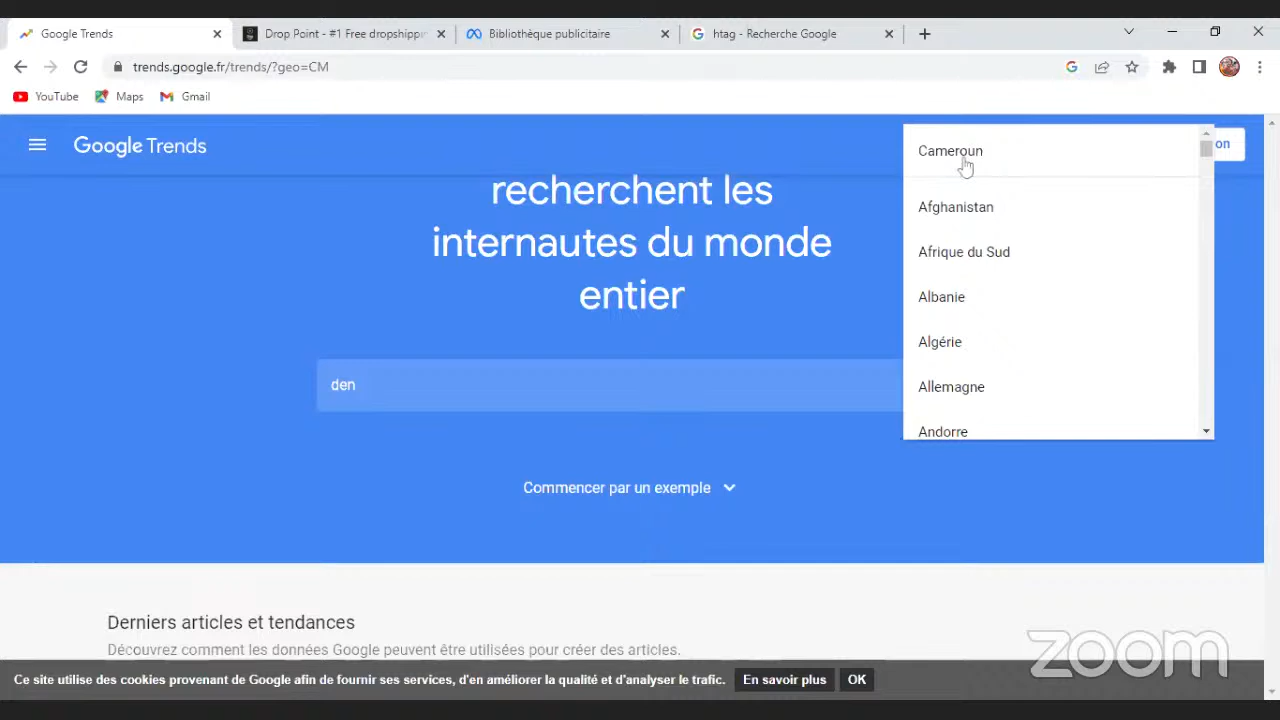 Google Trends
Drop Point - #1 Free dropshippi
Bibliothèque publicitaire
htag - Recherche Google
trends.google.fr/trends/?geo=CM
YouTube
Maps
Gmail
Google Trends
on
recherchent les
internautes du monde
entier
den
Cameroun
Afghanistan
Afrique du Sud
Albanie
Algérie
Allemagne
Andorre
Commencer par un exemple
Derniers articles et tendances
Découvrez comment les données Google peuvent être utilisées pour créer des articles.
Ce site utilise des cookies provenant de Google afin de fournir ses services, d'en améliorer la qualité et d'analyser le trafic.
En savoir plus
OK
zoom